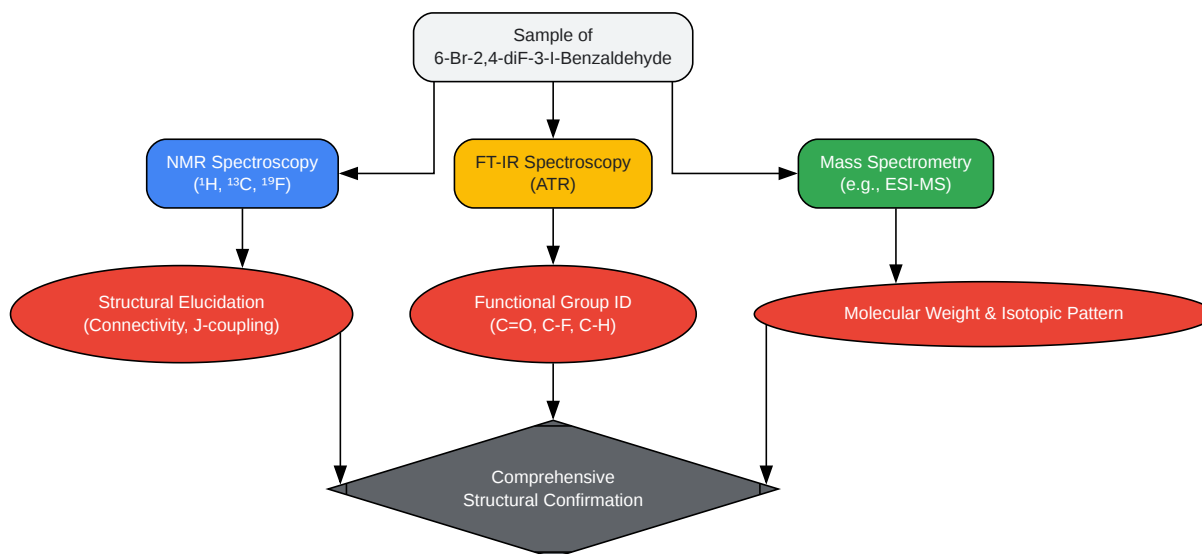 Sample of
6-Br-2,4-diF-3-I-Benzaldehyde
NMR Spectroscopy
(¹H, ¹³C, ¹⁹F)
FT-IR Spectroscopy
(ATR)
Mass Spectrometry
(e.g., ESI-MS)
Structural Elucidation
(Connectivity, J-coupling)
Functional Group ID
(C=O, C-F, C-H)
Molecular Weight & Isotopic Pattern
Comprehensive
Structural Confirmation